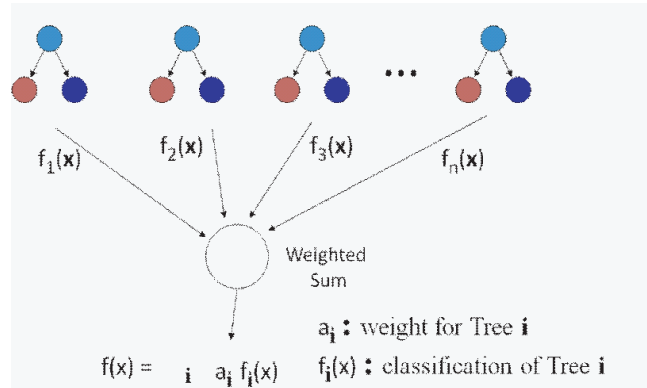 ...
f₁(x) f₂(x) f₃(x) fₙ(x)
Weighted
Sum
aᵢ : weight for Tree i
f(x) = ᵢ aᵢ fᵢ(x)
fᵢ(x) : classification of Tree i